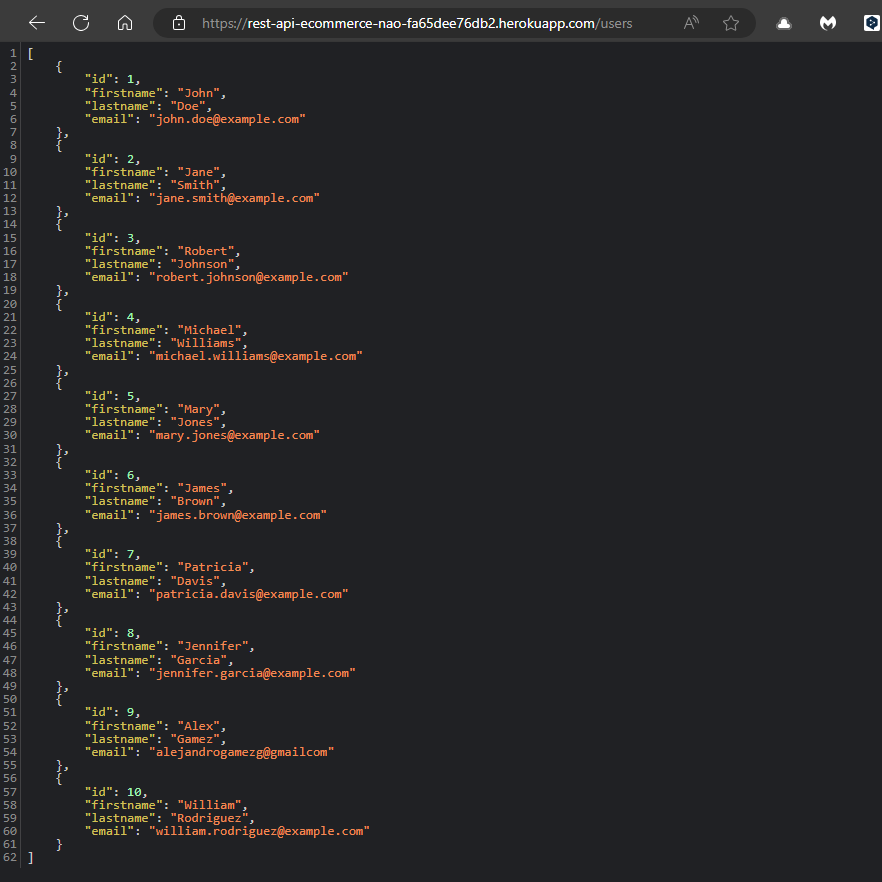 https://rest-api-ecommerce-nao-fa65dee76db2.herokuapp.com/users
1 [
2 {
3 "id": 1,
4 "firstname": "John",
5 "lastname": "Doe",
6 "email": "john.doe@example.com"
7 },
8 {
9 "id": 2,
10 "firstname": "Jane",
11 "lastname": "Smith",
12 "email": "jane.smith@example.com"
13 },
14 {
15 "id": 3,
16 "firstname": "Robert",
17 "lastname": "Johnson",
18 "email": "robert.johnson@example.com"
19 },
20 {
21 "id": 4,
22 "firstname": "Michael",
23 "lastname": "Williams",
24 "email": "michael.williams@example.com"
25 },
26 {
27 "id": 5,
28 "firstname": "Mary",
29 "lastname": "Jones",
30 "email": "mary.jones@example.com"
31 },
32 {
33 "id": 6,
34 "firstname": "James",
35 "lastname": "Brown",
36 "email": "james.brown@example.com"
37 },
38 {
39 "id": 7,
40 "firstname": "Patricia",
41 "lastname": "Davis",
42 "email": "patricia.davis@example.com"
43 },
44 {
45 "id": 8,
46 "firstname": "Jennifer",
47 "lastname": "Garcia",
48 "email": "jennifer.garcia@example.com"
49 },
50 {
51 "id": 9,
52 "firstname": "Alex",
53 "lastname": "Gamez",
54 "email": "alejandrogamezg@gmailcom"
55 },
56 {
57 "id": 10,
58 "firstname": "William",
59 "lastname": "Rodriguez",
60 "email": "william.rodriguez@example.com"
61 }
62 ]